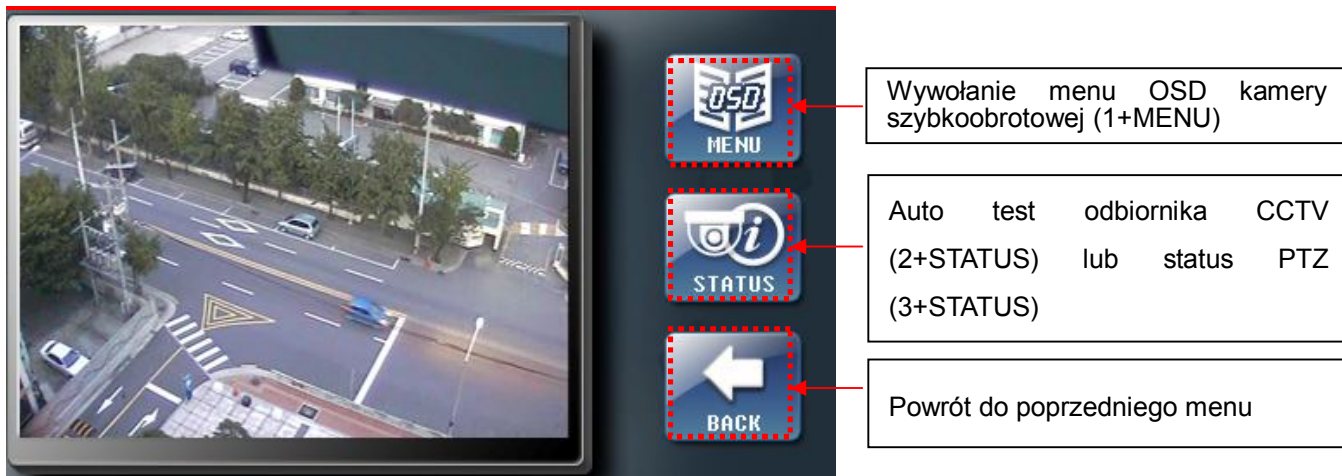 OSD
MENU
Wywołanie menu OSD kamery
szybkoobrotowej (1+MENU)
STATUS
Auto test odbiornika CCTV
(2+STATUS) lub status PTZ
(3+STATUS)
BACK
Powrót do poprzedniego menu